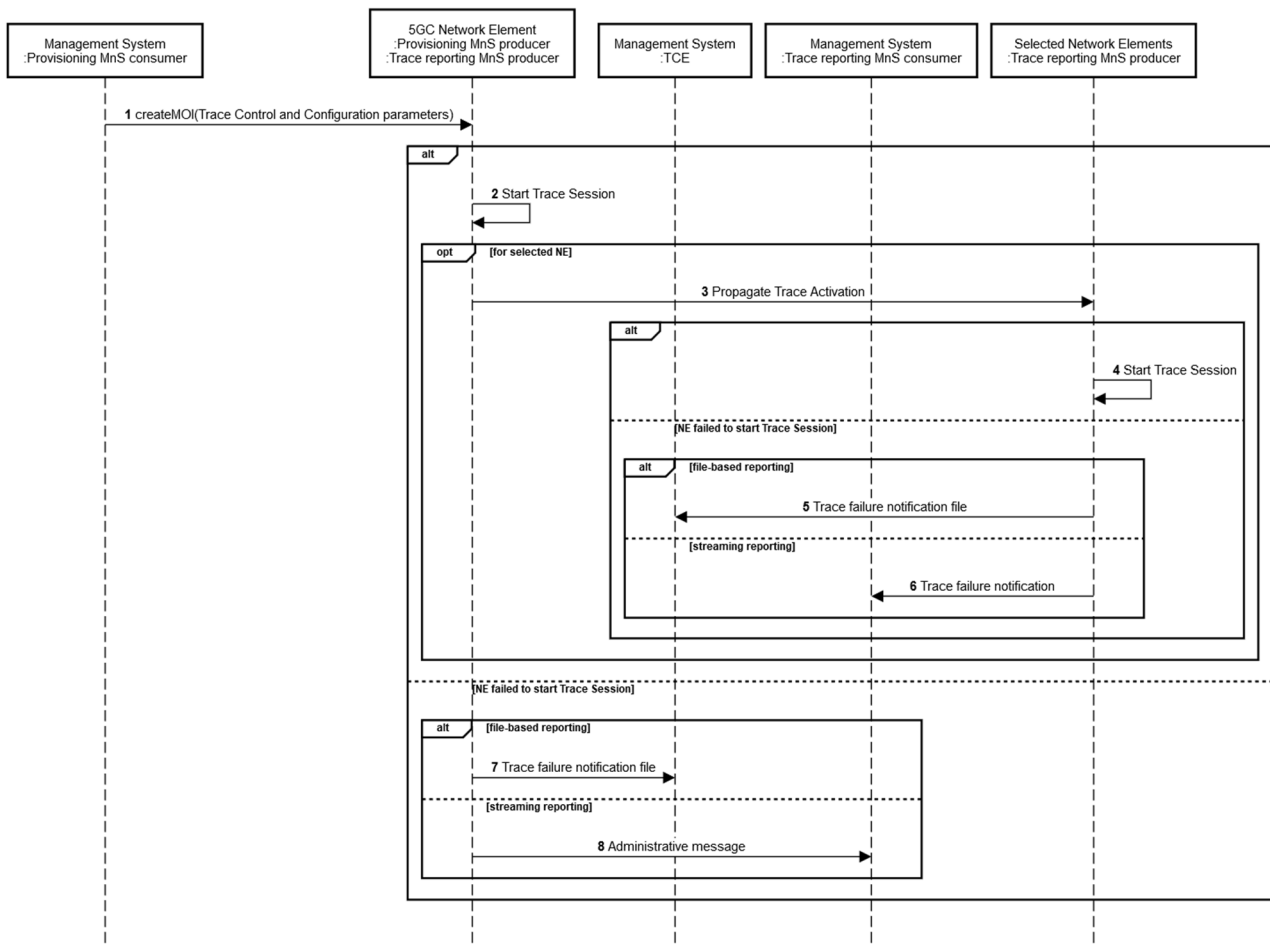 Management System
:Provisioning MnS consumer
5GC Network Element
:Provisioning MnS producer
:Trace reporting MnS producer
Management System
:TCE
Management System
:Trace reporting MnS consumer
Selected Network Elements
:Trace reporting MnS producer
1 createMOI(Trace Control and Configuration parameters)
alt
2 Start Trace Session
opt [for selected NE]
3 Propagate Trace Activation
alt
4 Start Trace Session
[NE failed to start Trace Session]
alt [file-based reporting]
5 Trace failure notification file
[streaming reporting]
6 Trace failure notification
[NE failed to start Trace Session]
alt [file-based reporting]
7 Trace failure notification file
[streaming reporting]
8 Administrative message